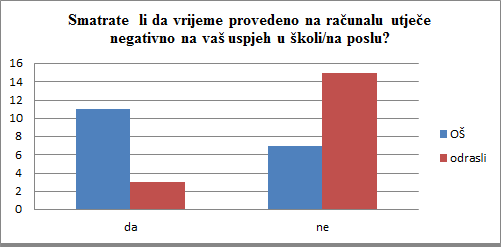 Smatrate li da vrijeme provedeno na računalu utječe
negativno na vaš uspjeh u školi/na poslu?
16
14
12
10
8
6
4
2
0
da
ne
OŠ
odrasli